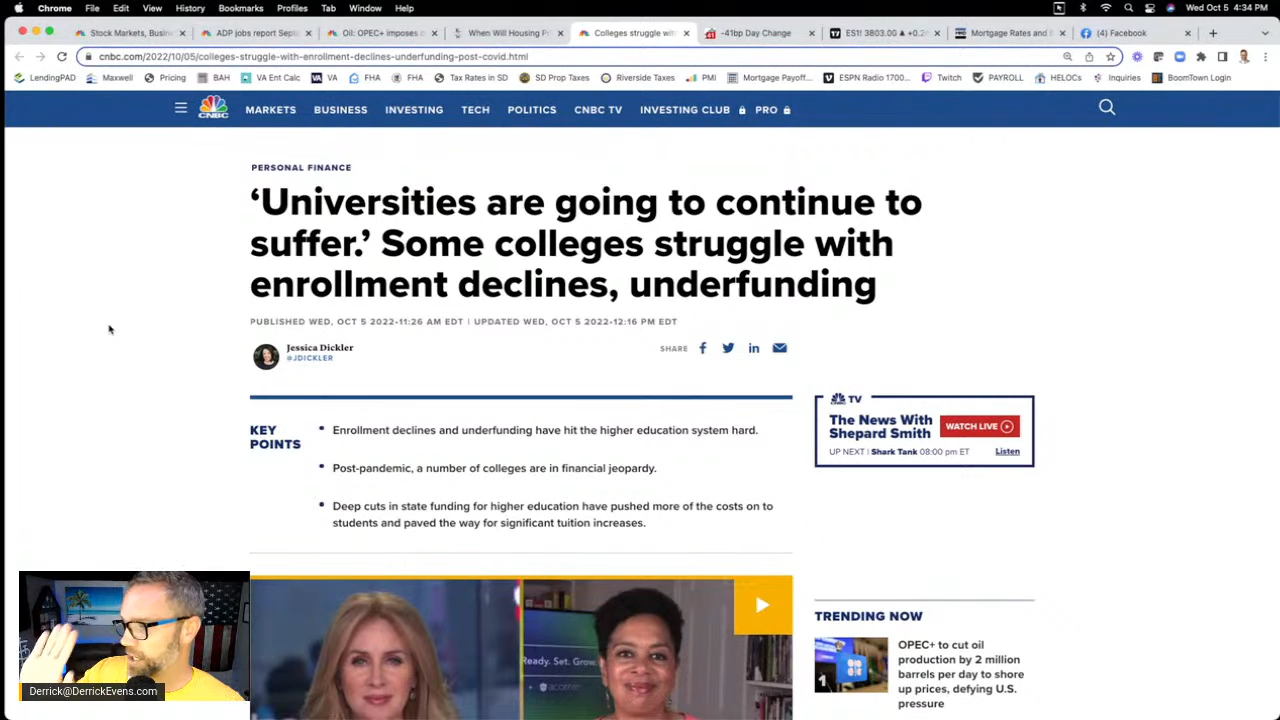 Chrome File Edit View History Bookmarks Profiles Tab Window Help Wed Oct 5 4:34 PM
Stock Markets, Busin ADP jobs report Sept Oil: OPEC+ imposes When Will Housing Fr Colleges struggle wit -41bp Day Change ES1! 3803.00 ▲ +0.2 Mortgage Rates and (4) Facebook
cnbc.com/2022/10/05/colleges-struggle-with-enrollment-declines-underfunding-post-covid.html
LendingPAD Maxwell Pricing BAH VA Ent Calc VA FHA FHA Tax Rates in SD SD Prop Taxes Riverside Taxes PMI Mortgage Payoff... ESPN Radio 1700... Twitch PAYROLL HELOCs Inquiries BoomTown Login
CNBC MARKETS BUSINESS INVESTING TECH POLITICS CNBC TV INVESTING CLUB PRO
PERSONAL FINANCE
‘Universities are going to continue to
suffer.’ Some colleges struggle with
enrollment declines, underfunding
PUBLISHED WED, OCT 5 2022-11:26 AM EDT | UPDATED WED, OCT 5 2022-12:16 PM EDT
Jessica Dickler
@JDICKLER
SHARE
KEY
POINTS
• Enrollment declines and underfunding have hit the higher education system hard.
• Post-pandemic, a number of colleges are in financial jeopardy.
• Deep cuts in state funding for higher education have pushed more of the costs on to
students and paved the way for significant tuition increases.
CNBC TV
The News With
Shepard Smith
WATCH LIVE
UP NEXT | Shark Tank 08:00 pm ET Listen
Ready. Set. Grow.
acorns
TRENDING NOW
1
OPEC+ to cut oil
production by 2 million
barrels per day to shore
up prices, defying U.S.
pressure
Derrick@DerrickEvens.com